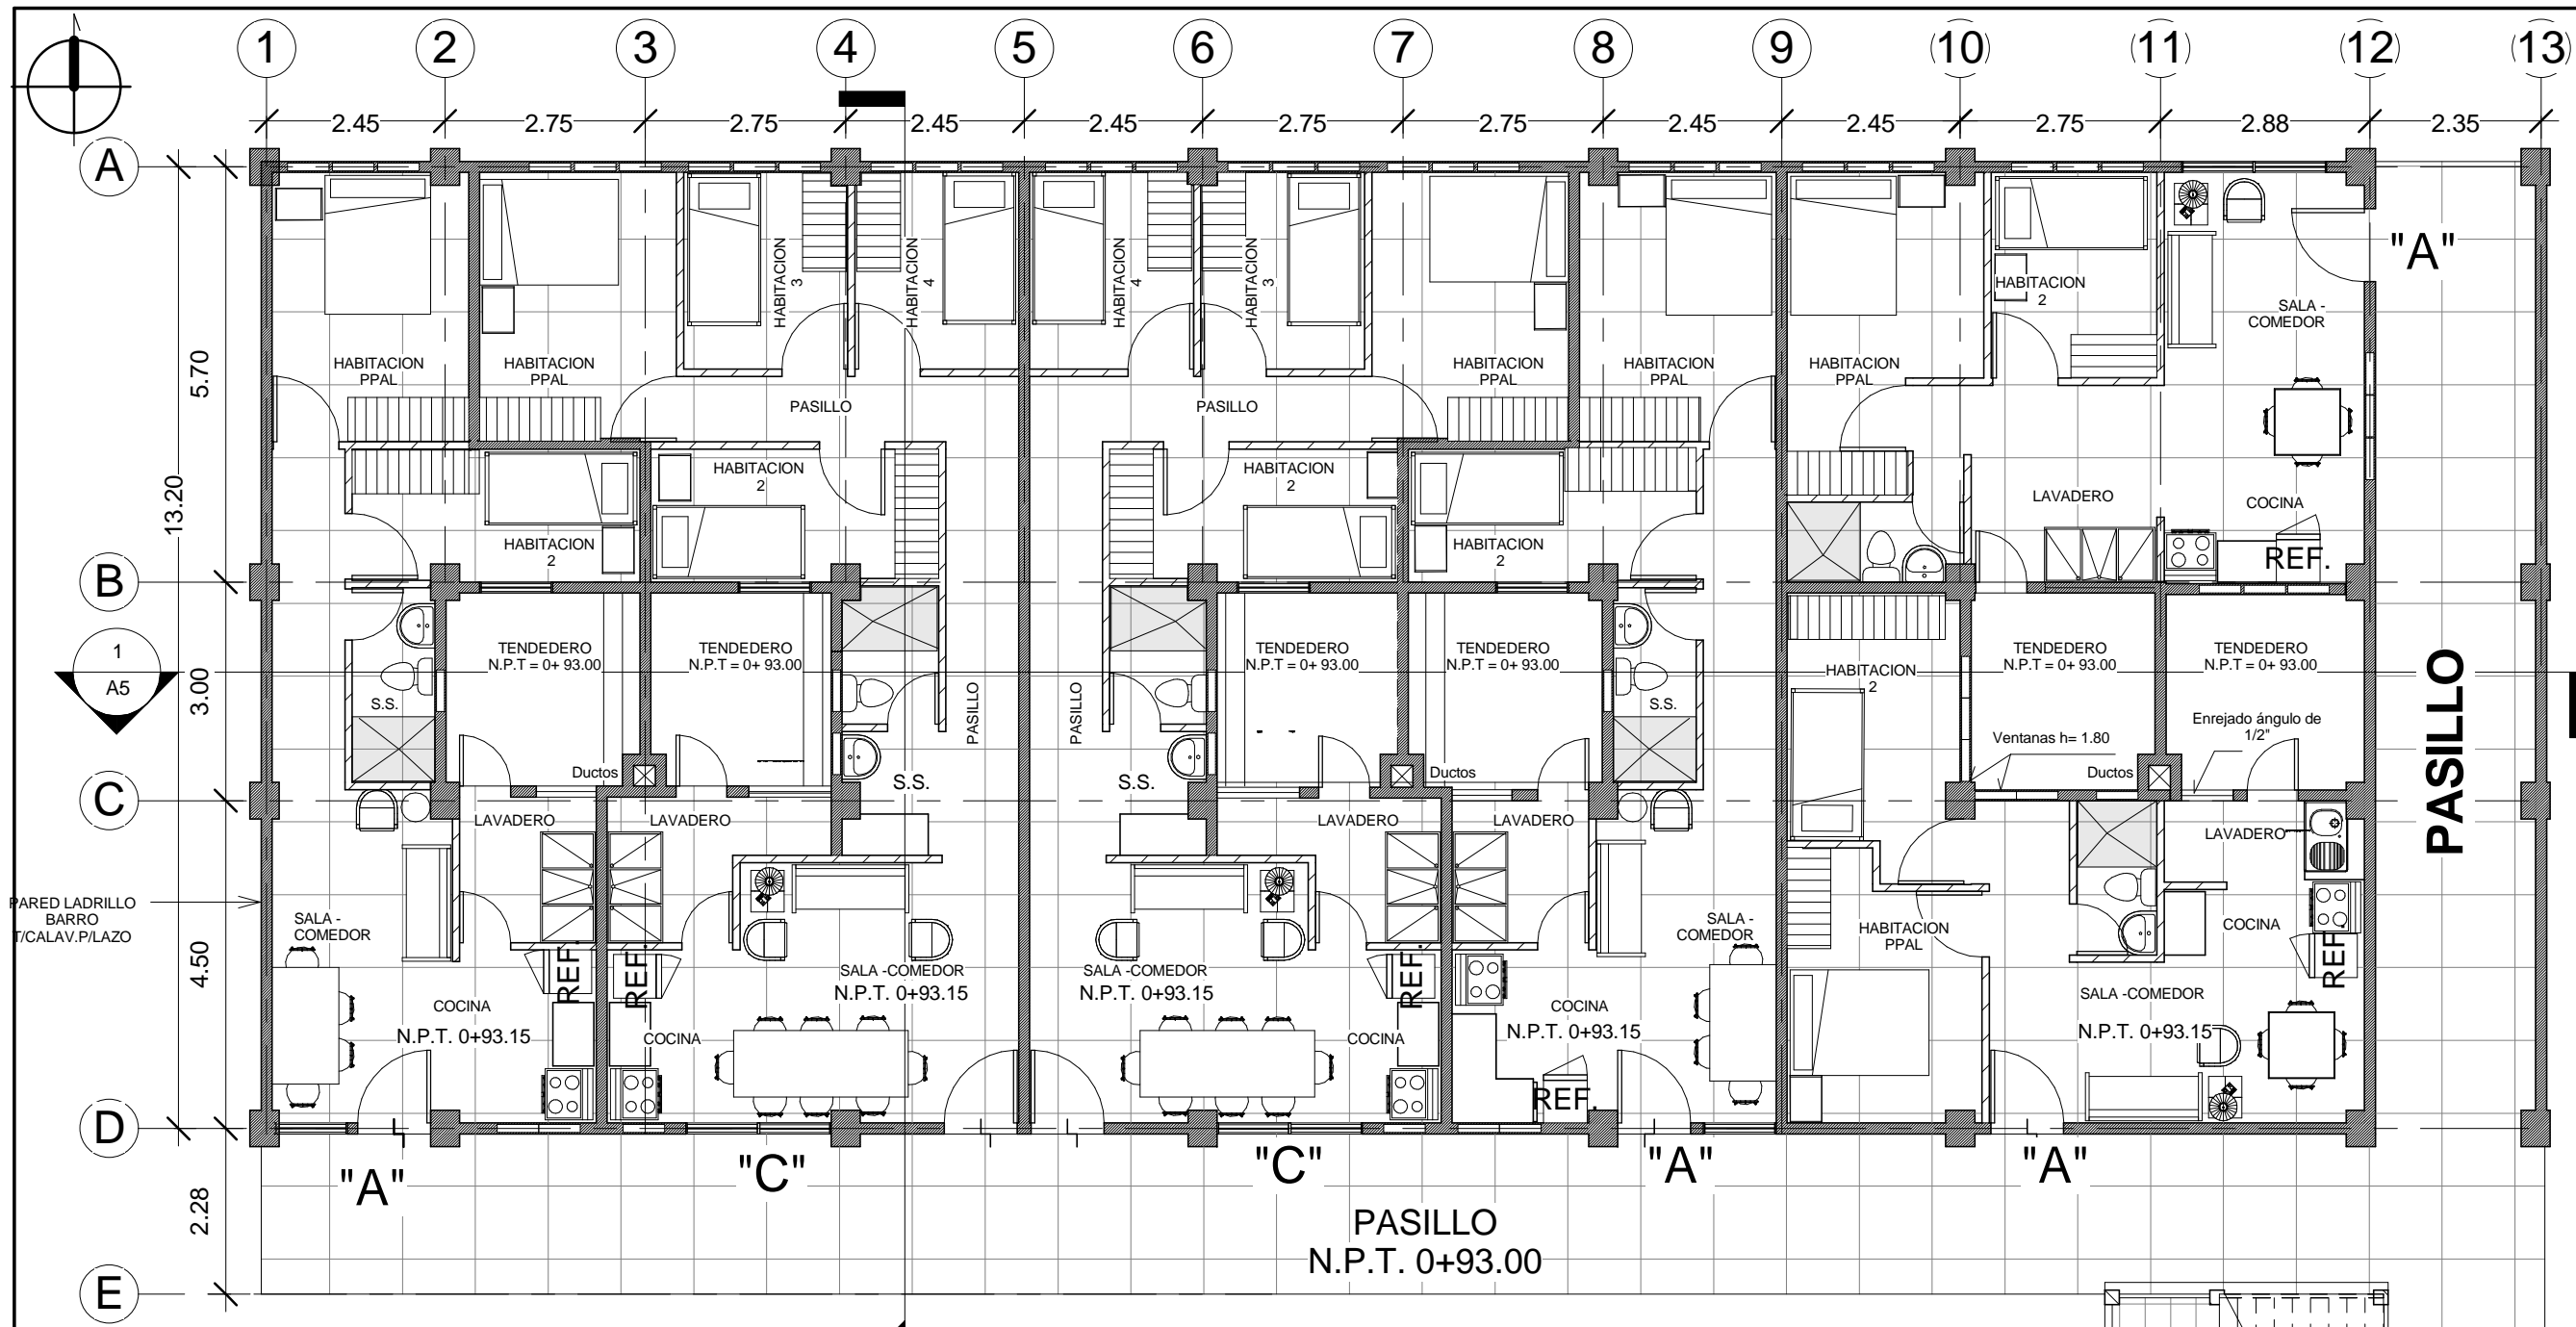 1 2 3 4 5 6 7 8 9 10 11 12 13
2.45 2.75 2.75 2.45 2.45 2.75 2.75 2.45 2.45 2.75 2.88 2.35
A
B
C
D
E
5.70
13.20
3.00
4.50
2.28
1
A5
PARED LADRILLO
BARRO
T/CALAV.P/LAZO
HABITACION
PPAL
HABITACION
PPAL
HABITACION
3
HABITACION
4
HABITACION
4
HABITACION
3
HABITACION
PPAL
HABITACION
PPAL
HABITACION
PPAL
HABITACION
2
SALA -
COMEDOR
"A"
PASILLO
PASILLO
HABITACION
2
HABITACION
2
HABITACION
2
HABITACION
2
LAVADERO
COCINA
REF.
TENDEDERO
N.P.T = 0+ 93.00
TENDEDERO
N.P.T = 0+ 93.00
TENDEDERO
N.P.T = 0+ 93.00
TENDEDERO
N.P.T = 0+ 93.00
HABITACION
2
TENDEDERO
N.P.T = 0+ 93.00
TENDEDERO
N.P.T = 0+ 93.00
S.S.
PASILLO
PASILLO
S.S.
Enrejado ángulo de
1/2"
Ventanas h= 1.80
PASILLO
Ductos
S.S.
S.S.
Ductos
Ductos
LAVADERO
LAVADERO
LAVADERO
LAVADERO
LAVADERO
SALA -
COMEDOR
REF.
REF.
SALA -COMEDOR
N.P.T. 0+93.15
SALA -COMEDOR
N.P.T. 0+93.15
REF.
SALA -
COMEDOR
HABITACION
PPAL
COCINA
REF.
COCINA
N.P.T. 0+93.15
COCINA
COCINA
COCINA
N.P.T. 0+93.15
REF.
SALA -COMEDOR
N.P.T. 0+93.15
"A"
"C"
"C"
"A"
"A"
PASILLO
N.P.T. 0+93.00